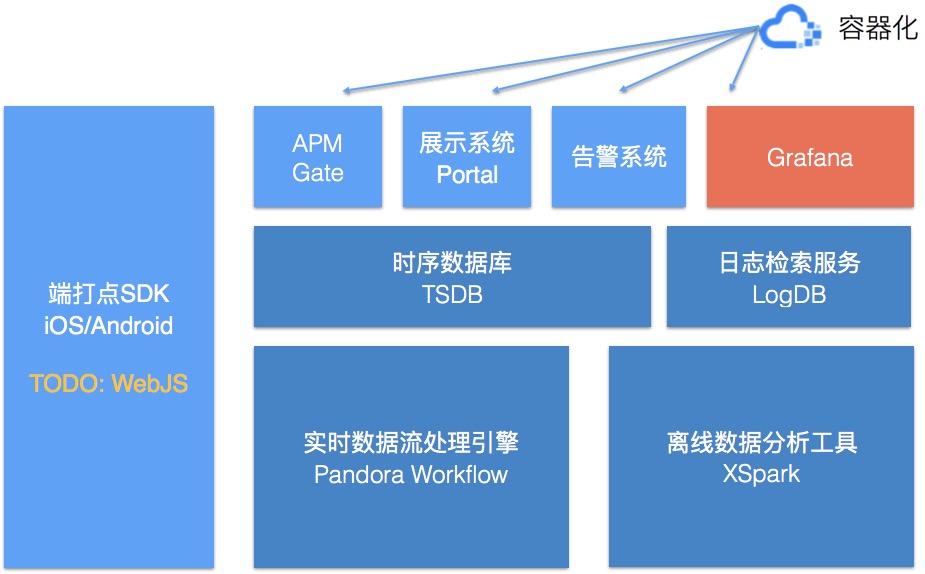 容器化
端打点SDK
iOS/Android
TODO: WebJS
APM
Gate
展示系统
Portal
告警系统
Grafana
时序数据库
TSDB
日志检索服务
LogDB
实时数据流处理引擎
Pandora Workflow
离线数据分析工具
XSpark